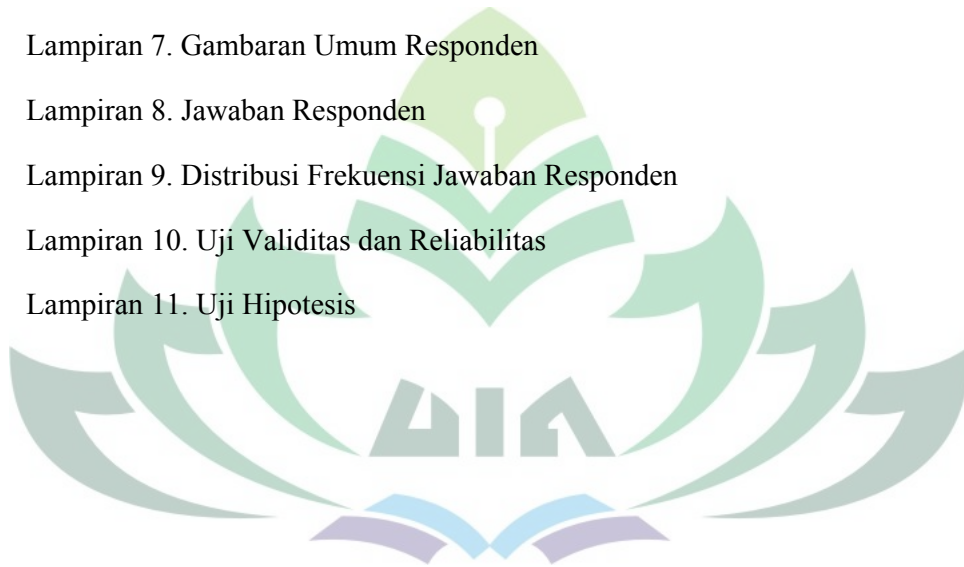 Lampiran 7. Gambaran Umum Responden
Lampiran 8. Jawaban Responden
Lampiran 9. Distribusi Frekuensi Jawaban Responden
Lampiran 10. Uji Validitas dan Reliabilitas
Lampiran 11. Uji Hipotesis
UIN